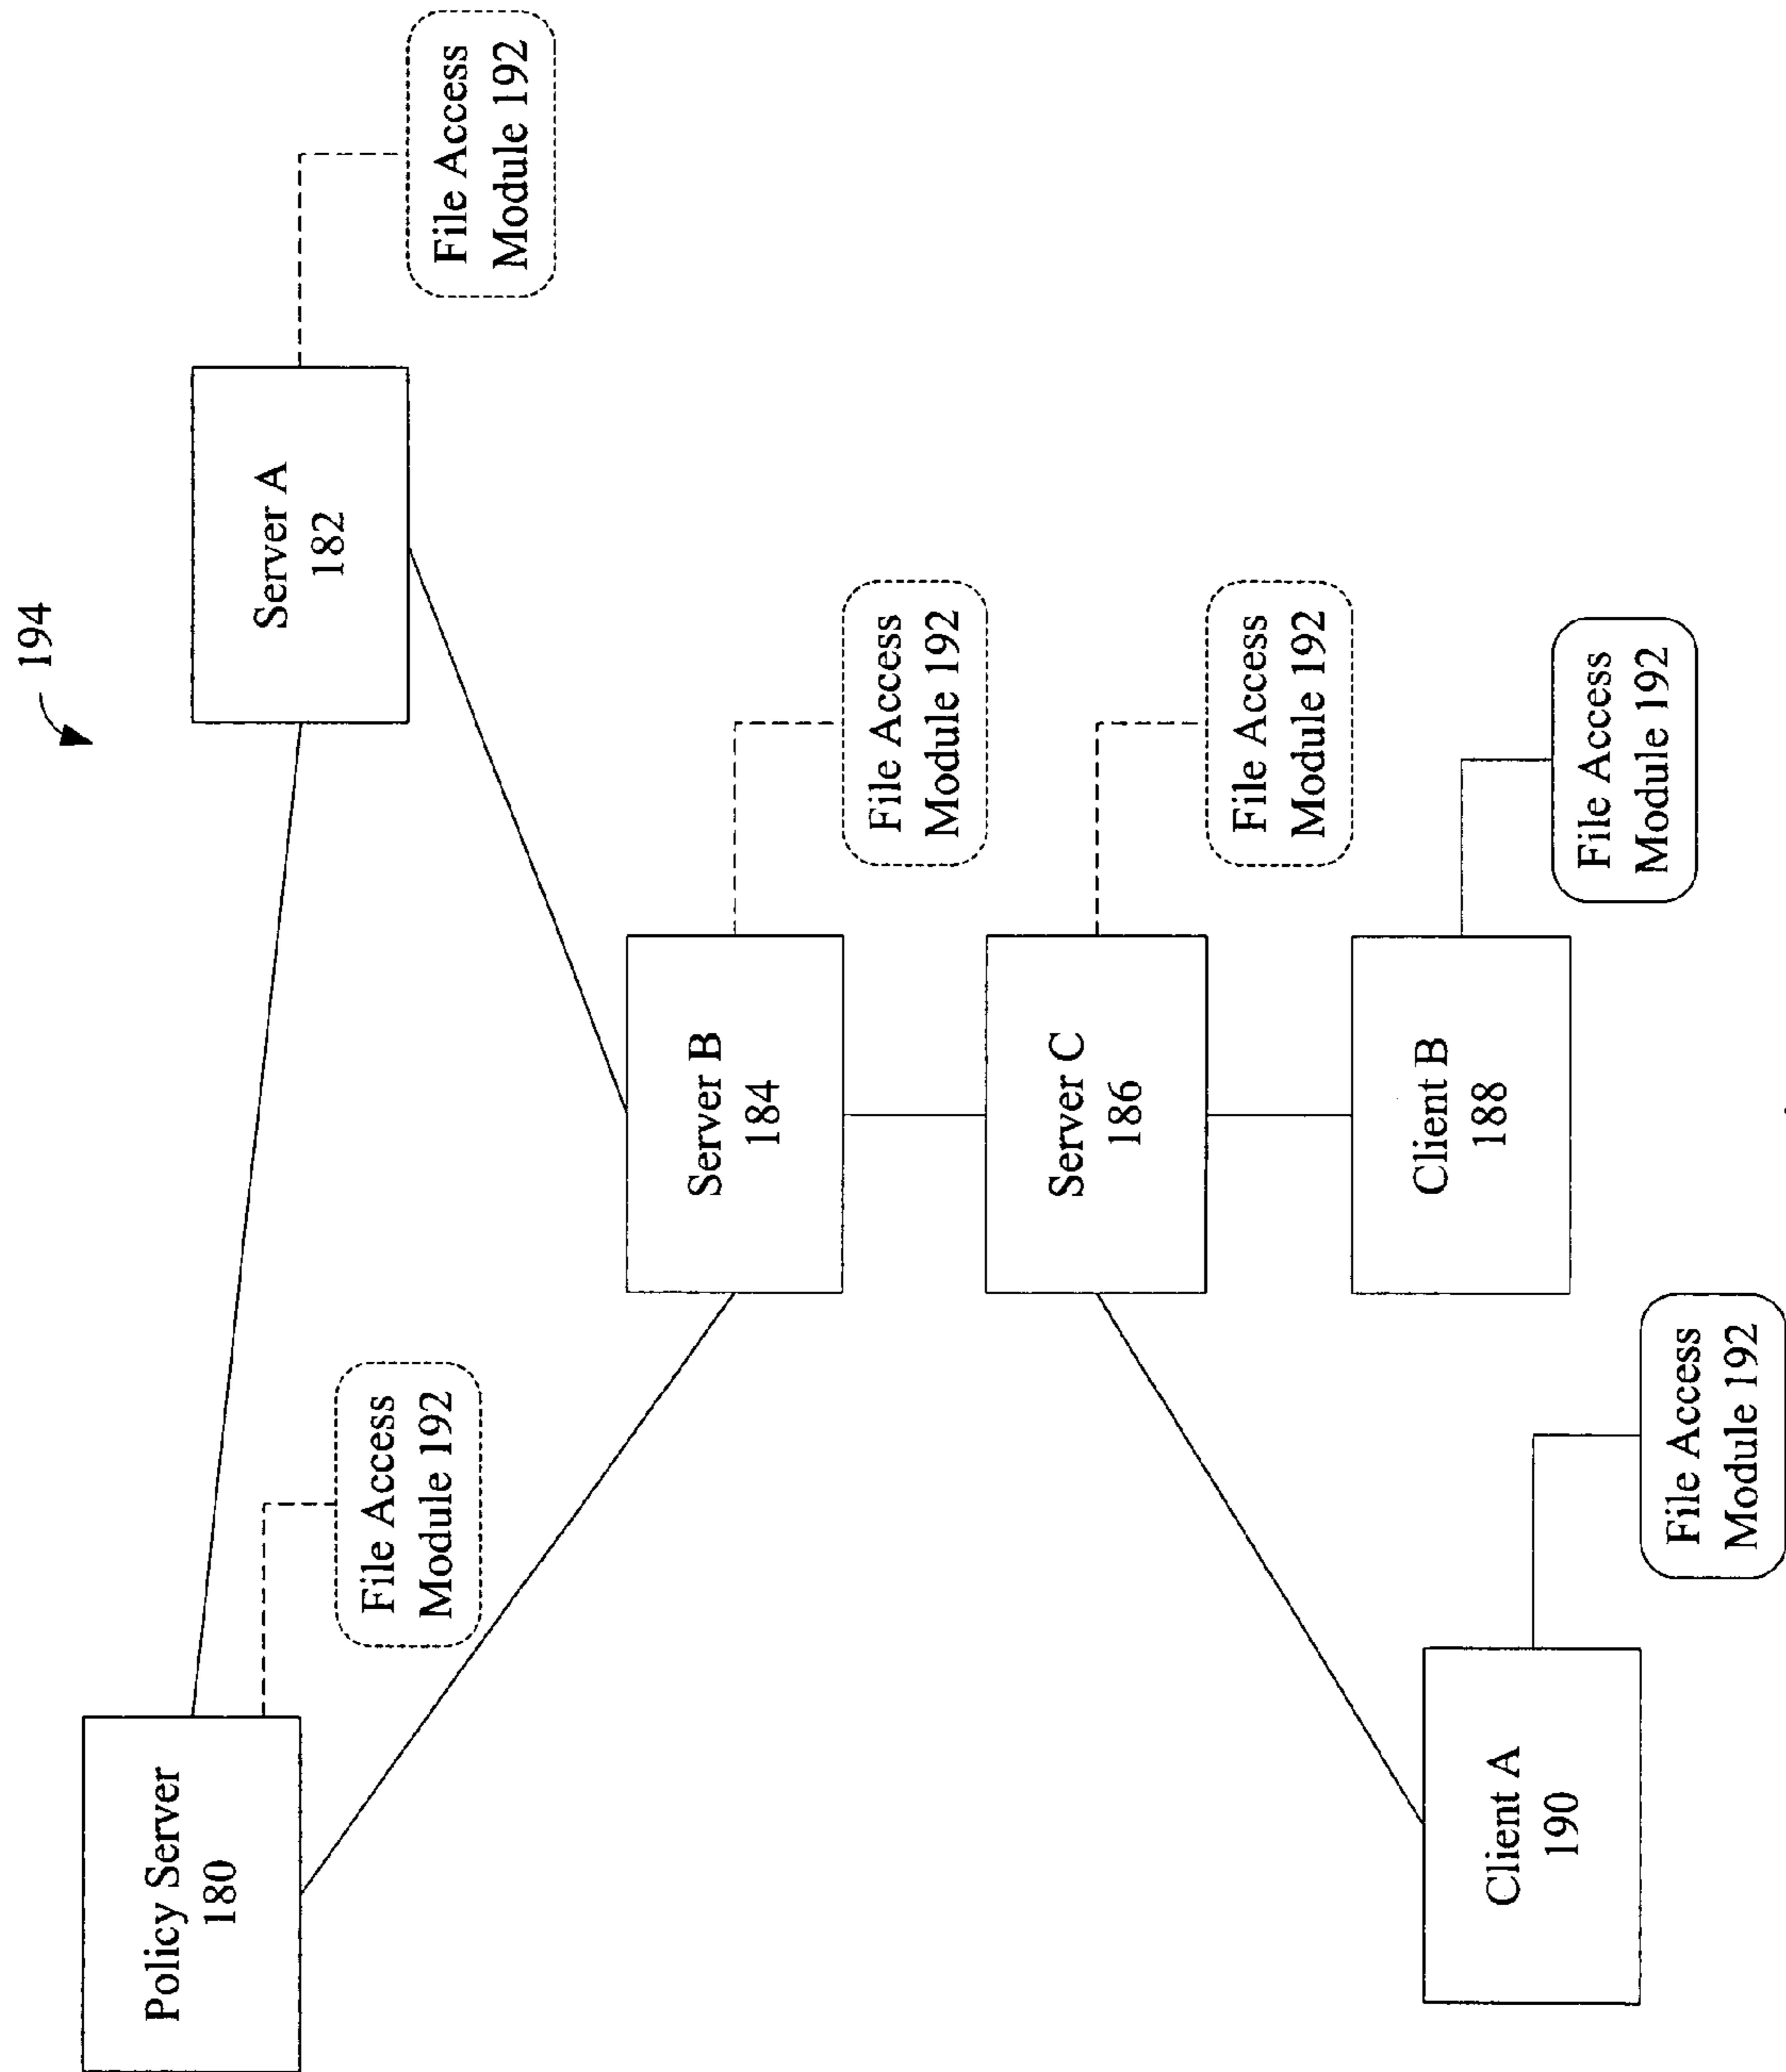 194
Policy Server
180
File Access
Module 192
Server A
182
File Access
Module 192
Server B
184
File Access
Module 192
Server C
186
File Access
Module 192
Client B
188
File Access
Module 192
Client A
190
File Access
Module 192